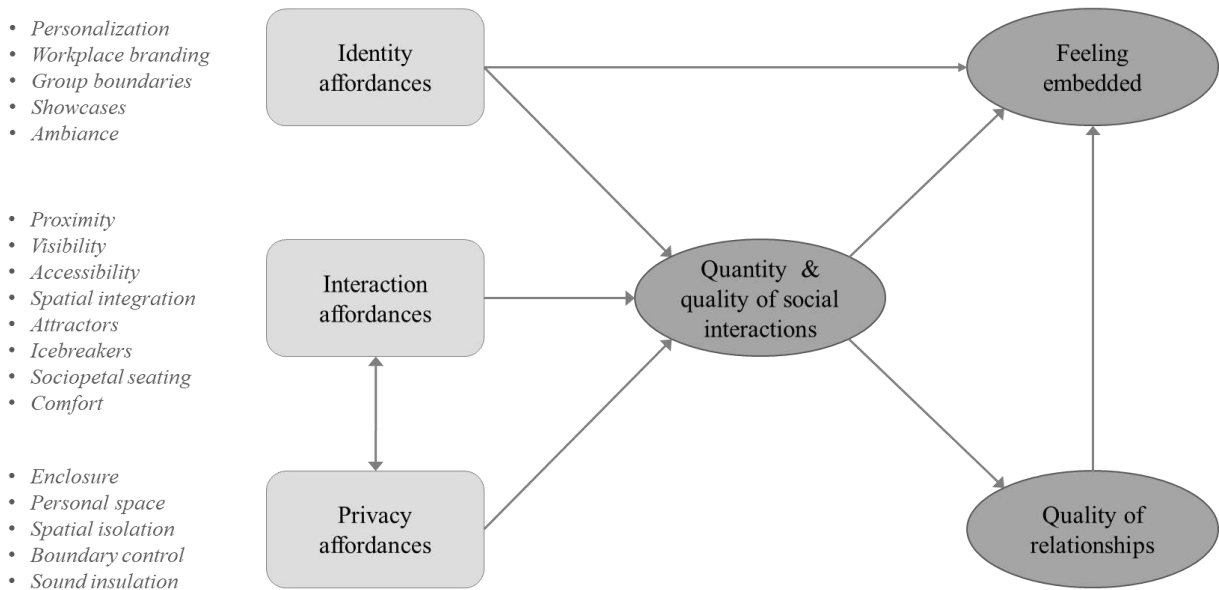 • Personalization
• Workplace branding
• Group boundaries
• Showcases
• Ambiance
Identity
affordances
Feeling
embedded
• Proximity
• Visibility
• Accessibility
• Spatial integration
• Attractors
• Icebreakers
• Sociopetal seating
• Comfort
Interaction
affordances
Quantity &
quality of social
interactions
• Enclosure
• Personal space
• Spatial isolation
• Boundary control
• Sound insulation
Privacy
affordances
Quality of
relationships